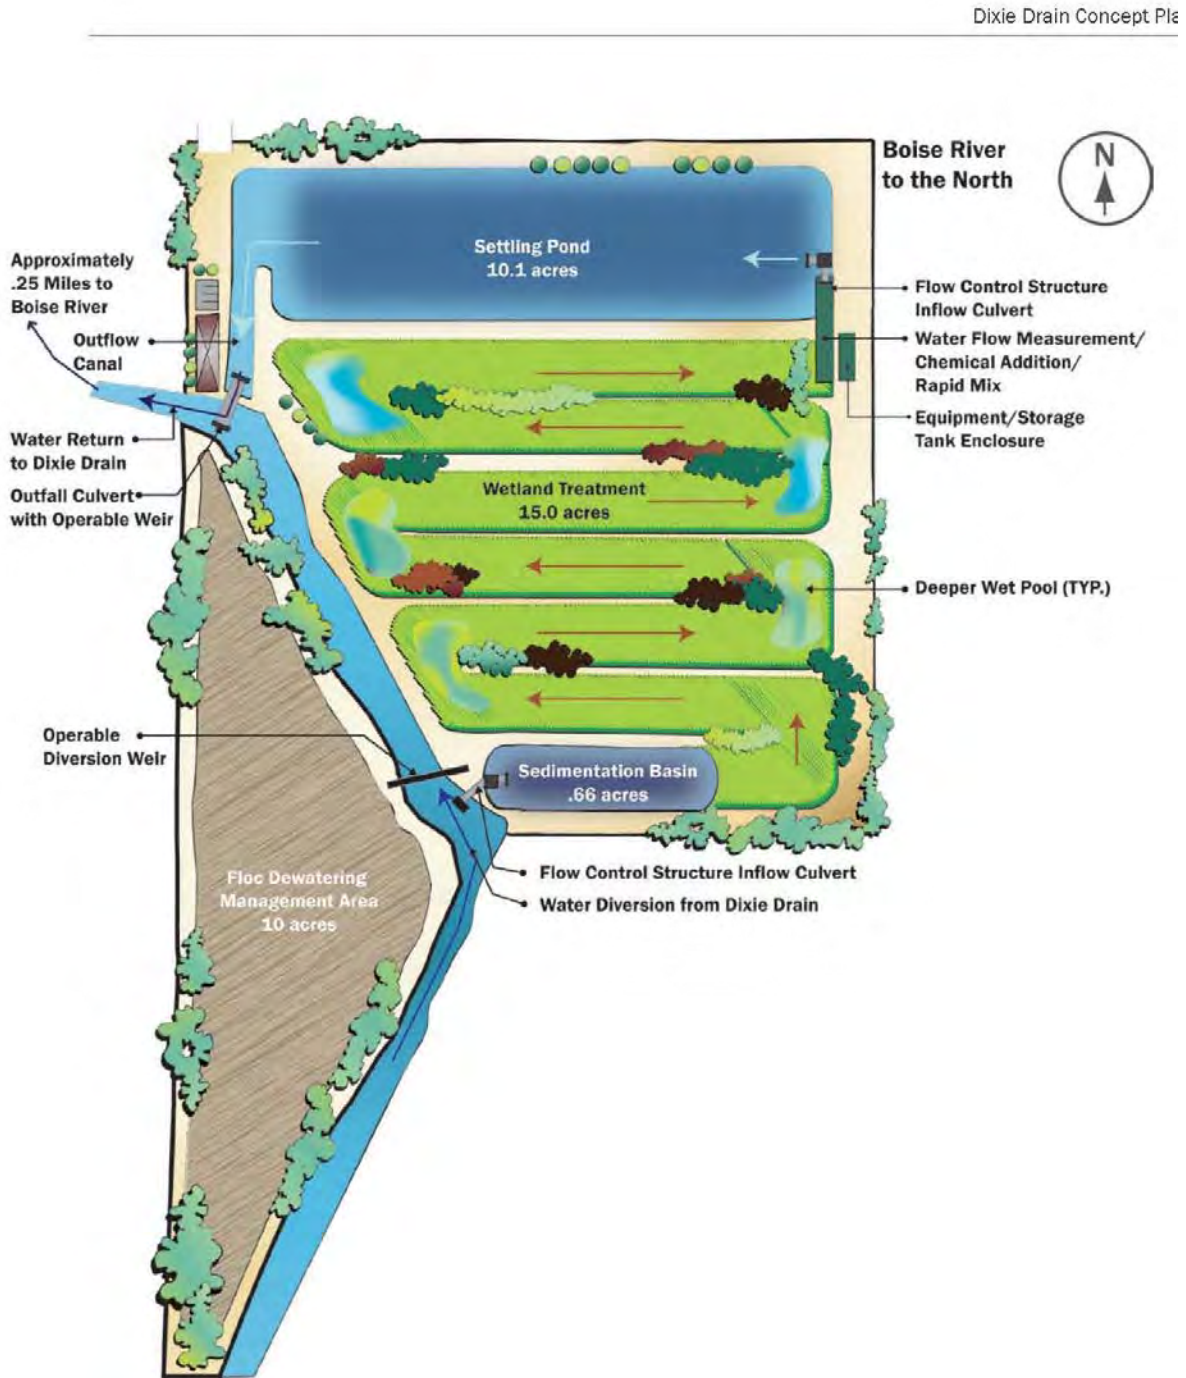 Dixie Drain Concept Pla
Boise River
to the North
N
Settling Pond
10.1 acres
Approximately
.25 Miles to
Boise River
Flow Control Structure
Inflow Culvert
Outflow
Canal
Water Flow Measurement/
Chemical Addition/
Rapid Mix
Equipment/Storage
Tank Enclosure
Water Return
to Dixie Drain
Outfall Culvert
with Operable Weir
Wetland Treatment
15.0 acres
Deeper Wet Pool (TYP.)
Operable
Diversion Weir
Sedimentation Basin
.66 acres
Flow Control Structure Inflow Culvert
Water Diversion from Dixie Drain
Floc Dewatering
Management Area
10 acres